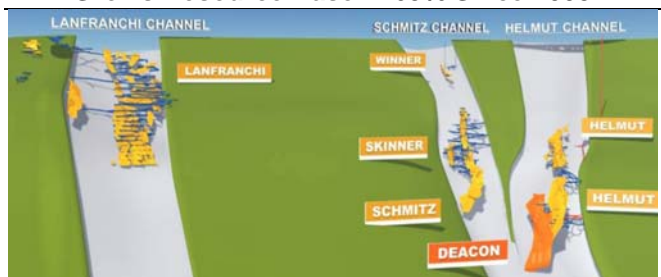 LANFRANCHI CHANNEL
SCHMITZ CHANNEL
HELMUT CHANNEL
WINNER
LANFRANCHI
HELMUT
SKINNER
HELMUT
SCHMITZ
DEACON